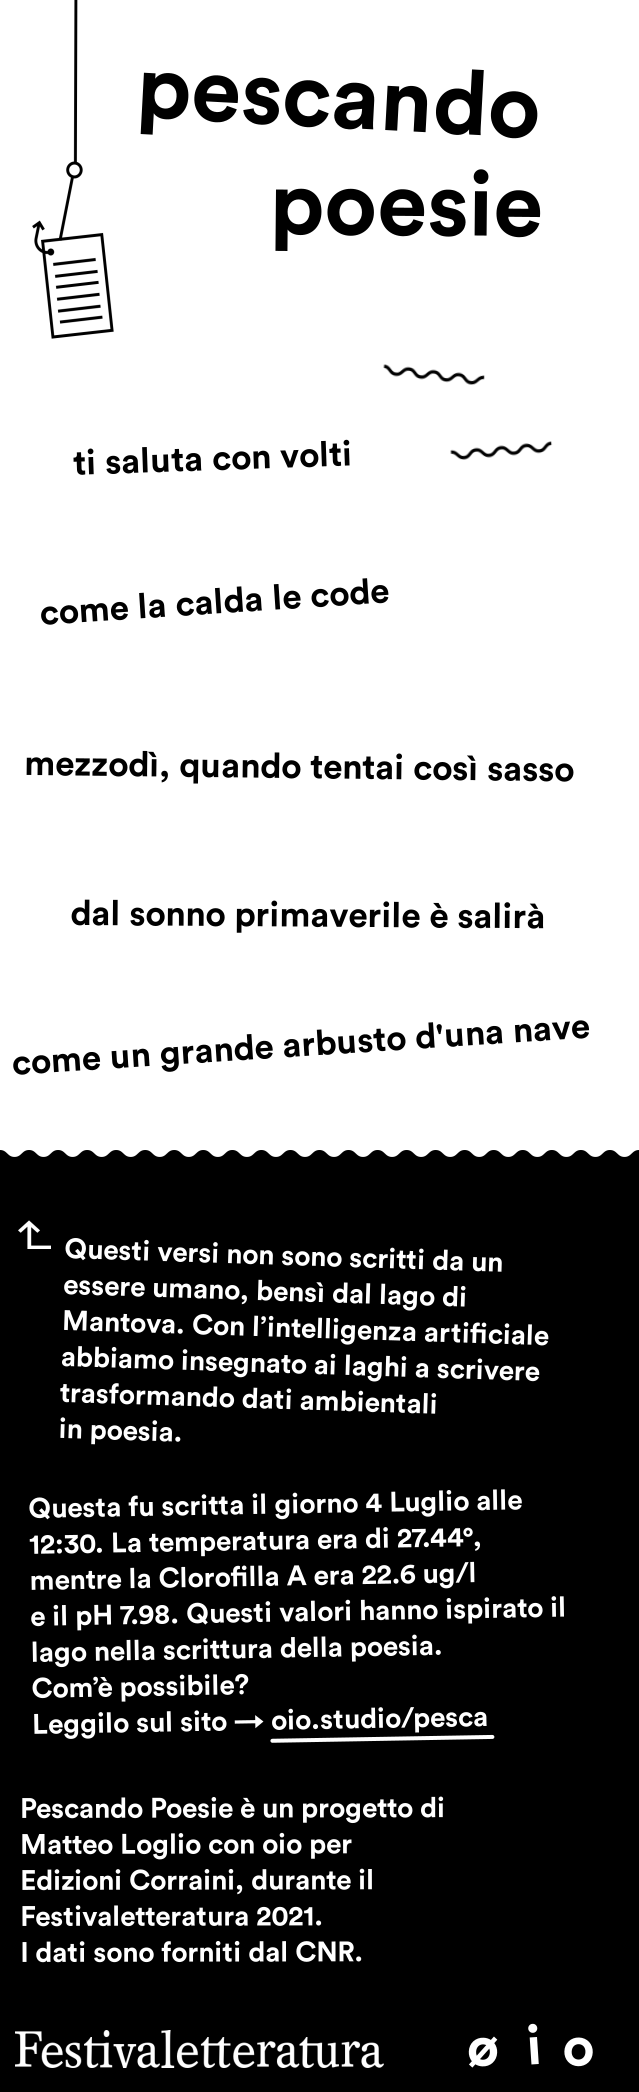 pescando
poesie
ti saluta con volti
come la calda le code
mezzodì, quando tentai così sasso
dal sonno primaverile è salirà
come un grande arbusto d'una nave
Questi versi non sono scritti da un
essere umano, bensì dal lago di
Mantova. Con l’intelligenza artificiale
abbiamo insegnato ai laghi a scrivere
trasformando dati ambientali
in poesia.
Questa fu scritta il giorno 4 Luglio alle
12:30. La temperatura era di 27.44°,
mentre la Clorofilla A era 22.6 ug/l
e il pH 7.98. Questi valori hanno ispirato il
lago nella scrittura della poesia.
Com’è possibile?
Leggilo sul sito → oio.studio/pesca
Pescando Poesie è un progetto di
Matteo Loglio con oio per
Edizioni Corraini, durante il
Festivaletteratura 2021.
I dati sono forniti dal CNR.
Festivaletteratura ø i o